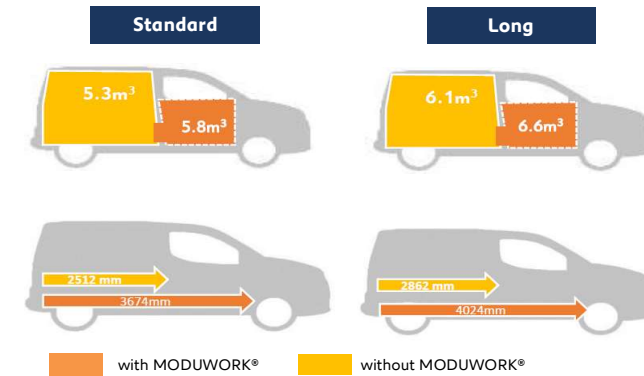 Standard
Long
5.3m³
5.8m³
6.1m³
6.6m³
2512 mm
3674mm
2862 mm
4024mm
with MODUWORK®
without MODUWORK®